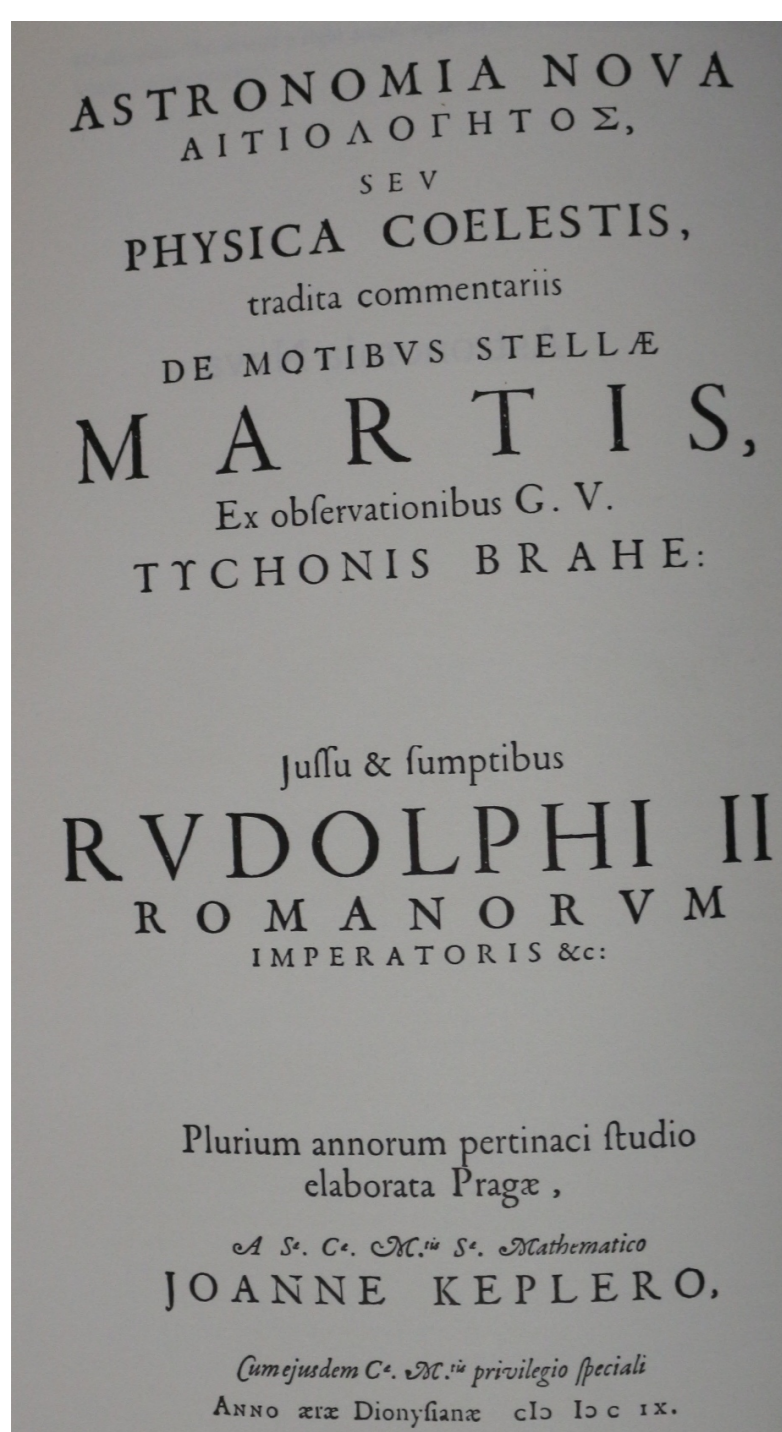 ASTRONOMIA NOVA
ΑΙΤΙΟΛΟΓΗΤΟΣ,
SEV
PHYSICA COELESTIS,
tradita commentariis
DE MOTIBVS STELLÆ
MARTIS,
Ex obſervationibus G. V.
TYCHONIS BRAHE:
Juſſu & ſumptibus
RVDOLPHI II
ROMANORVM
IMPERATORIS &c:
Plurium annorum pertinaci ſtudio
elaborata Pragæ ,
A Sᵉ. Cᵉ. M.ᵗⁱˢ Sᵉ. Mathematico
JOANNE KEPLERO,
Cum ejusdem Cᵉ. M.ᵗⁱˢ privilegio ſpeciali
ANNO æræ Dionyſianæ cIↄ Iↄ c IX.